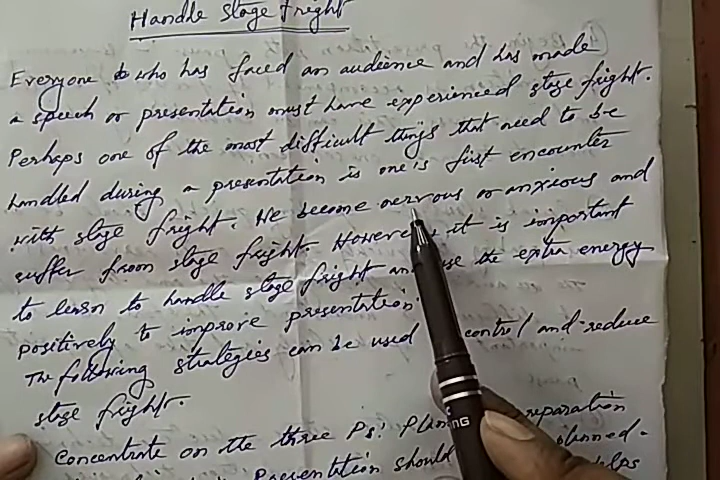 Handle Stage fright
Everyone who has faced an audience and has made
a speech or presentation must have experienced stage fright.
Perhaps one of the most difficult things that need to be
handled during a presentation is one's first encounter
with stage fright. We become nervous or anxious and
suffer from stage fright. However, it is important
to learn to handle stage fright and use the extra energy
positively to improve presentation.
The following strategies can be used control and reduce
stage fright.
Concentrate on the three Ps: reparation
Presentation should helps
NG